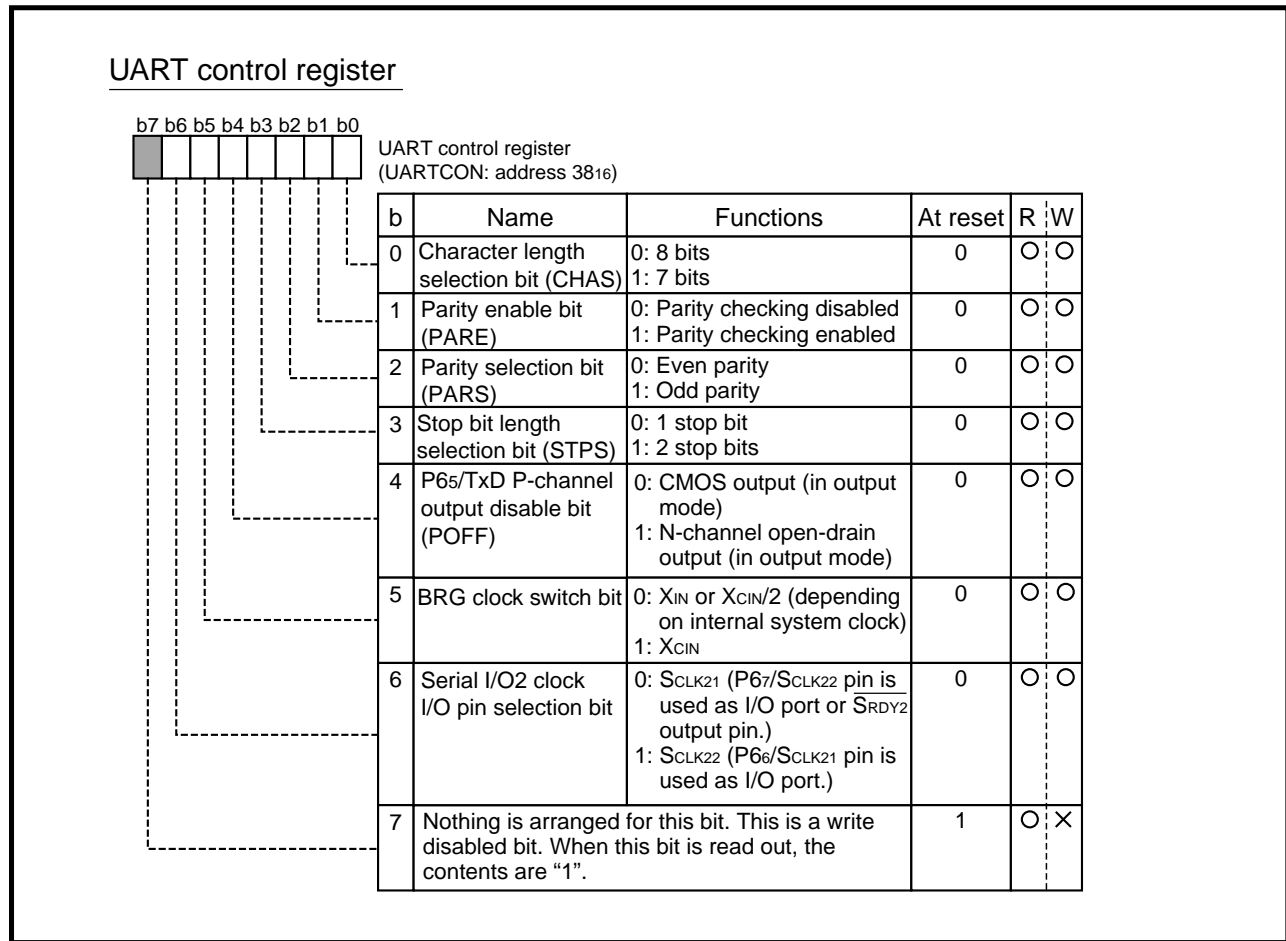 UART control register
b7 b6 b5 b4 b3 b2 b1 b0
UART control register
(UARTCON: address 3816)
b Name Functions At reset R W
0 Character length 0: 8 bits 0 O O
selection bit (CHAS) 1: 7 bits
1 Parity enable bit 0: Parity checking disabled 0 O O
(PARE) 1: Parity checking enabled
2 Parity selection bit 0: Even parity 0 O O
(PARS) 1: Odd parity
3 Stop bit length 0: 1 stop bit 0 O O
selection bit (STPS) 1: 2 stop bits
4 P65/TxD P-channel 0: CMOS output (in output 0 O O
output disable bit mode)
(POFF) 1: N-channel open-drain
output (in output mode)
5 BRG clock switch bit 0: XIN or XCIN/2 (depending 0 O O
on internal system clock)
1: XCIN
6 Serial I/O2 clock 0: SCLK21 (P67/SCLK22 pin is 0 O O
I/O pin selection bit used as I/O port or SRDY2
output pin.)
1: SCLK22 (P66/SCLK21 pin is
used as I/O port.)
7 Nothing is arranged for this bit. This is a write 1 O ×
disabled bit. When this bit is read out, the
contents are “1”.